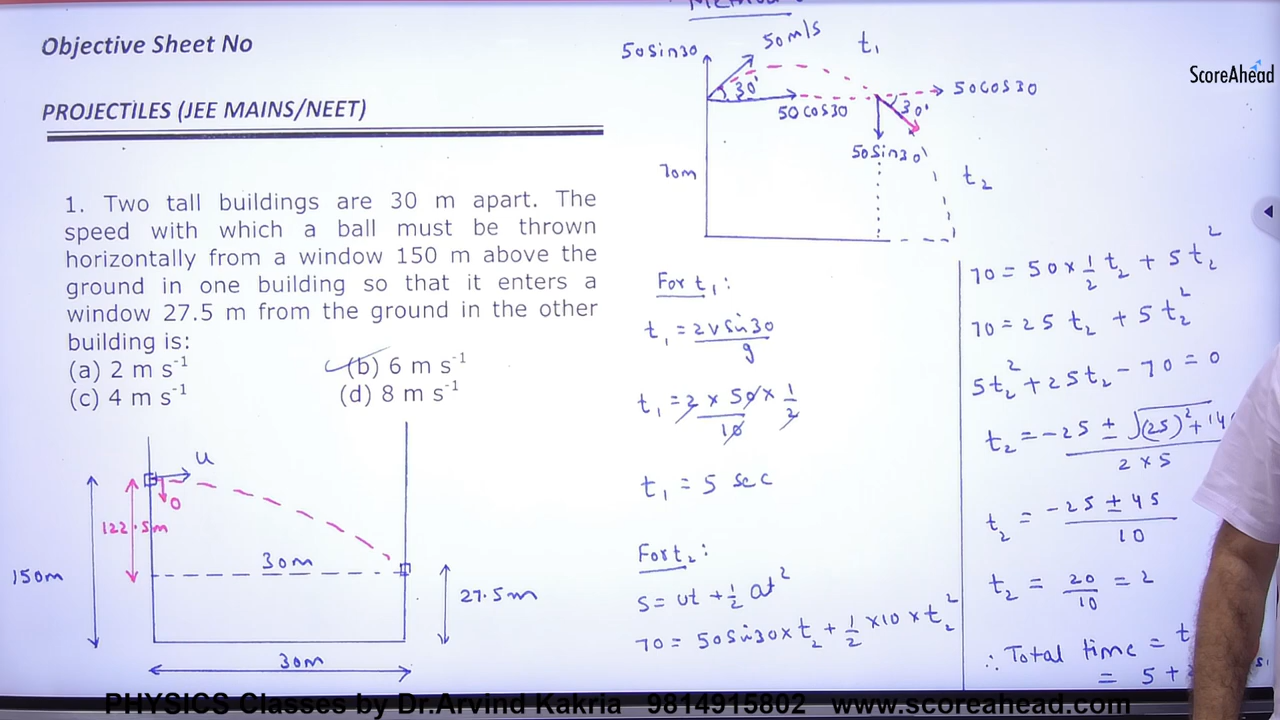 Objective Sheet No
PROJECTILES (JEE MAINS/NEET)
1. Two tall buildings are 30 m apart. The
speed with which a ball must be thrown
horizontally from a window 150 m above the
ground in one building so that it enters a
window 27.5 m from the ground in the other
building is:
(a) 2 m s⁻¹
(b) 6 m s⁻¹
(c) 4 m s⁻¹
(d) 8 m s⁻¹
u
0
122.5m
150m
30m
27.5m
30m
50sin30
50m/s
t₁
30°
50cos30
50cos30
30°
50sin30°
70m
t₂
For t₁:
t₁ = 2vsin30/g
t₁ = 2 × 50 × 1/2 / 10
t₁ = 5 sec
For t₂:
s = ut + 1/2 at²
70 = 50sin30 × t₂ + 1/2 × 10 × t₂²
70 = 50 × 1/2 t₂ + 5t₂²
70 = 25 t₂ + 5t₂²
5t₂² + 25t₂ - 70 = 0
t₂ = -25 ± √(25)² + 14
2 × 5
t₂ = -25 ± 45 / 10
t₂ = 20/10 = 2
∴ Total time = t
= 5 +
ScoreAhead
PHYSICS Classes by Dr.Arvind Kakria 9814915802 www.scoreahead.com